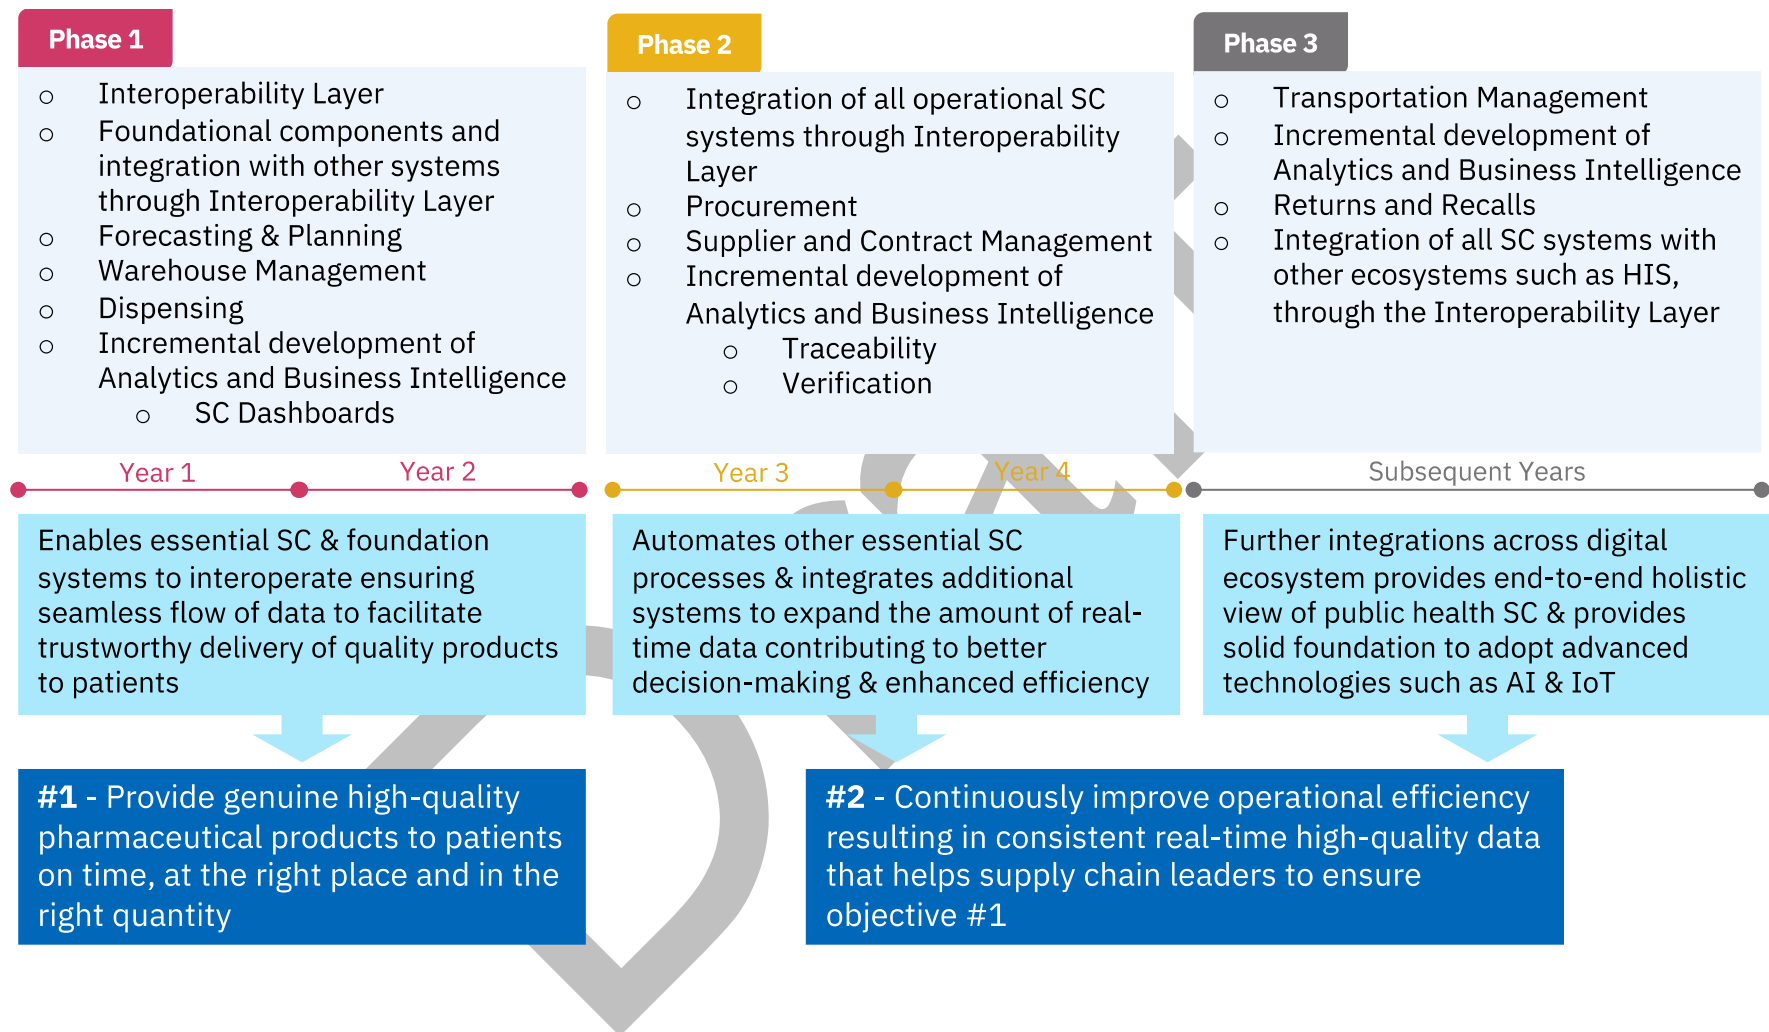 Phase 1
○ Interoperability Layer
○ Foundational components and
integration with other systems
through Interoperability Layer
○ Forecasting & Planning
○ Warehouse Management
○ Dispensing
○ Incremental development of
Analytics and Business Intelligence
○ SC Dashboards
Phase 2
○ Integration of all operational SC
systems through Interoperability
Layer
○ Procurement
○ Supplier and Contract Management
○ Incremental development of
Analytics and Business Intelligence
○ Traceability
○ Verification
Phase 3
○ Transportation Management
○ Incremental development of
Analytics and Business Intelligence
○ Returns and Recalls
○ Integration of all SC systems with
other ecosystems such as HIS,
through the Interoperability Layer
Year 1
Year 2
Year 3
Year 4
Subsequent Years
Enables essential SC & foundation
systems to interoperate ensuring
seamless flow of data to facilitate
trustworthy delivery of quality products
to patients
Automates other essential SC
processes & integrates additional
systems to expand the amount of real-
time data contributing to better
decision-making & enhanced efficiency
Further integrations across digital
ecosystem provides end-to-end holistic
view of public health SC & provides
solid foundation to adopt advanced
technologies such as AI & IoT
#1 - Provide genuine high-quality
pharmaceutical products to patients
on time, at the right place and in the
right quantity
#2 - Continuously improve operational efficiency
resulting in consistent real-time high-quality data
that helps supply chain leaders to ensure
objective #1